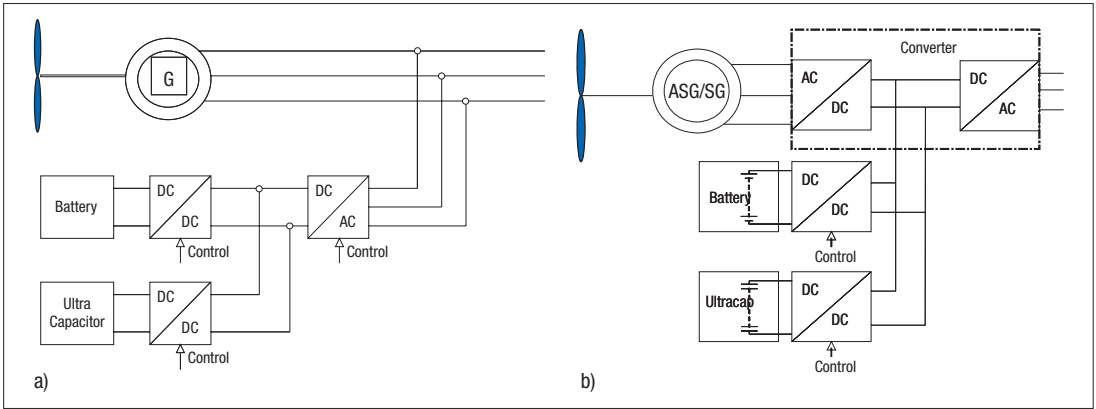 G
Battery
DC
DC
Control
DC
AC
Control
Ultra
Capacitor
DC
DC
Control
a)
ASG/SG
Converter
AC
DC
DC
AC
Battery
DC
DC
Control
Ultracap
DC
DC
Control
b)